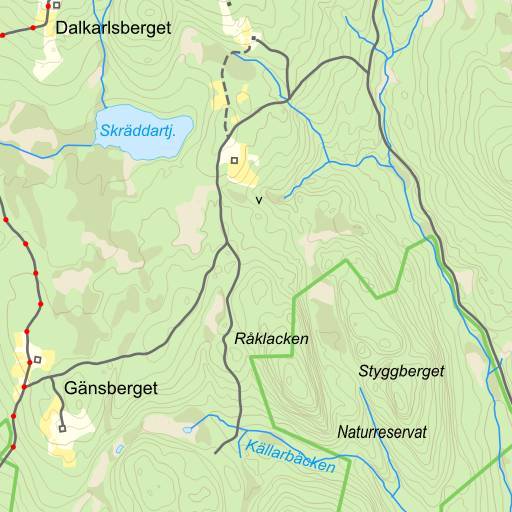 Dalkarlsberget
Skräddartj.
v
Råklacken
Styggberget
Gänsberget
Naturreservat
Källarbäcken